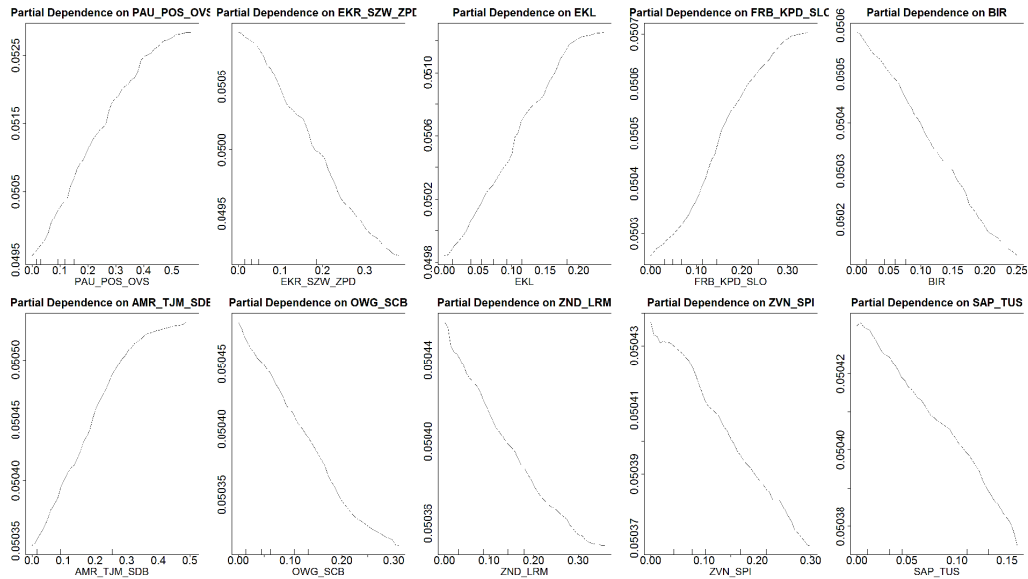 Partial Dependence on PAU_POS_OVS
Partial Dependence on EKR_SZW_ZPD
Partial Dependence on EKL
Partial Dependence on FRB_KPD_SLO
Partial Dependence on BIR
0.0495 0.0505 0.0515 0.0525
0.0495 0.0500 0.0505
0.0498 0.0502 0.0506 0.0510
0.0503 0.0504 0.0505 0.0506 0.0507
0.0502 0.0503 0.0504 0.0505 0.0506
0.0 0.1 0.2 0.3 0.4 0.5
0.0 0.1 0.2 0.3
0.00 0.05 0.10 0.15 0.20
0.00 0.10 0.20 0.30
0.00 0.05 0.10 0.15 0.20 0.25
PAU_POS_OVS
EKR_SZW_ZPD
EKL
FRB_KPD_SLO
BIR
Partial Dependence on AMR_TJM_SDB
Partial Dependence on OWG_SCB
Partial Dependence on ZND_LRM
Partial Dependence on ZVN_SPI
Partial Dependence on SAP_TUS
0.05035 0.05040 0.05045 0.05050
0.05035 0.05040 0.05045
0.05036 0.05040 0.05044
0.05037 0.05039 0.05041 0.05043
0.05038 0.05040 0.05042
0.0 0.1 0.2 0.3 0.4 0.5
0.00 0.10 0.20 0.30
0.00 0.10 0.20 0.30
0.00 0.10 0.20 0.30
0.00 0.05 0.10 0.15
AMR_TJM_SDB
OWG_SCB
ZND_LRM
ZVN_SPI
SAP_TUS